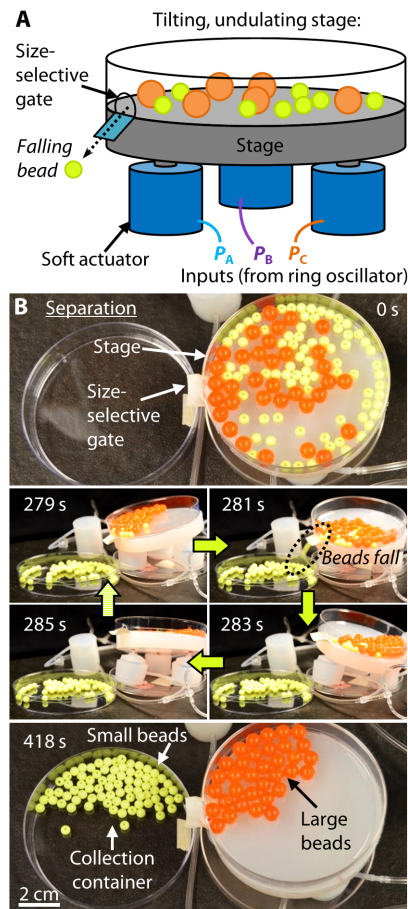 A
Tilting, undulating stage:
Size-
selective
gate
Falling
bead
Stage
Soft actuator
PA
PB
PC
Inputs (from ring oscillator)
B
Separation
0 s
Stage
Size-
selective
gate
279 s
281 s
Beads fall
285 s
283 s
418 s
Small beads
Large
beads
Collection
container
2 cm